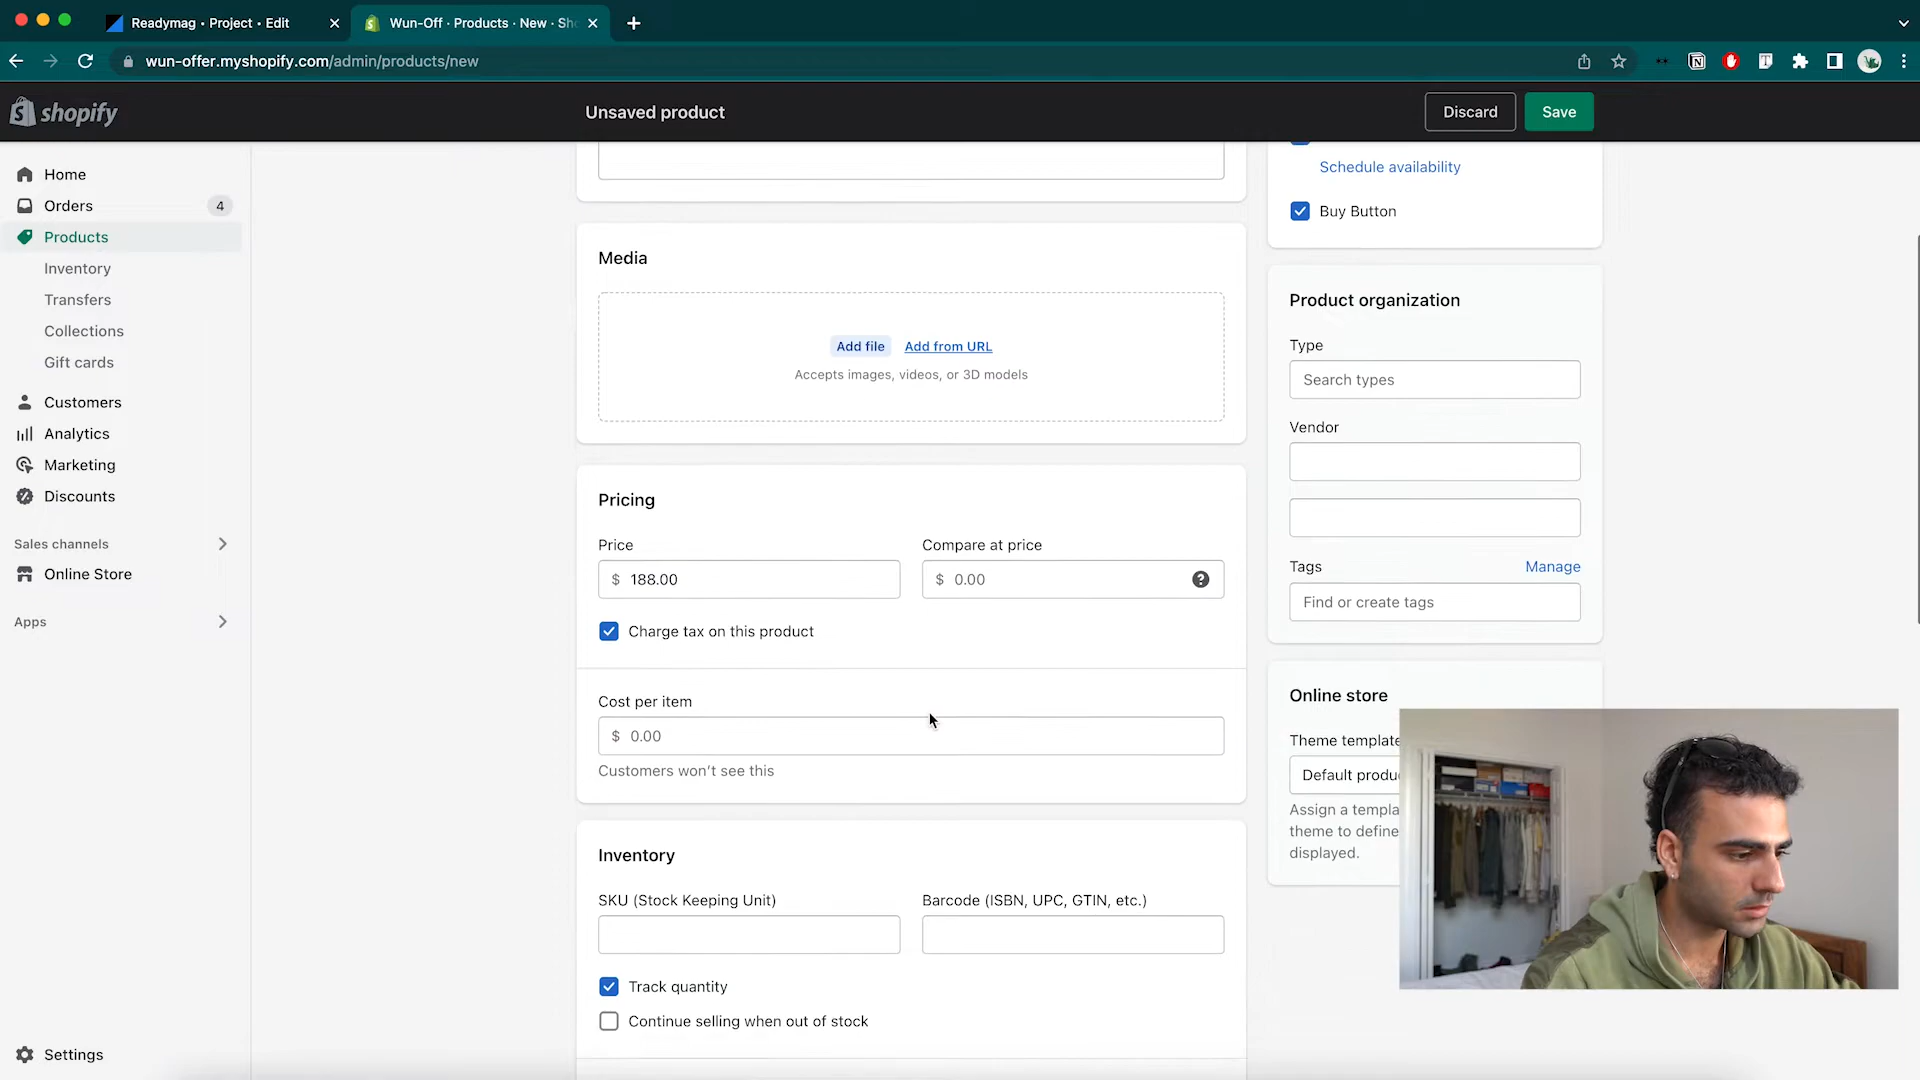 Readymag • Project • Edit
Wun-Off · Products · New · Sh
wun-offer.myshopify.com/admin/products/new
shopify
Unsaved product
Discard
Save
Home
Orders
4
Products
Inventory
Transfers
Collections
Gift cards
Customers
Analytics
Marketing
Discounts
Sales channels
Online Store
Apps
Settings
Media
Add file
Add from URL
Accepts images, videos, or 3D models
Pricing
Price
Compare at price
$ 188.00
$ 0.00
Charge tax on this product
Cost per item
$ 0.00
Customers won't see this
Inventory
SKU (Stock Keeping Unit)
Barcode (ISBN, UPC, GTIN, etc.)
Track quantity
Continue selling when out of stock
Schedule availability
Buy Button
Product organization
Type
Search types
Vendor
Tags
Manage
Find or create tags
Online store
Theme template
Default produ
Assign a templa
theme to define
displayed.